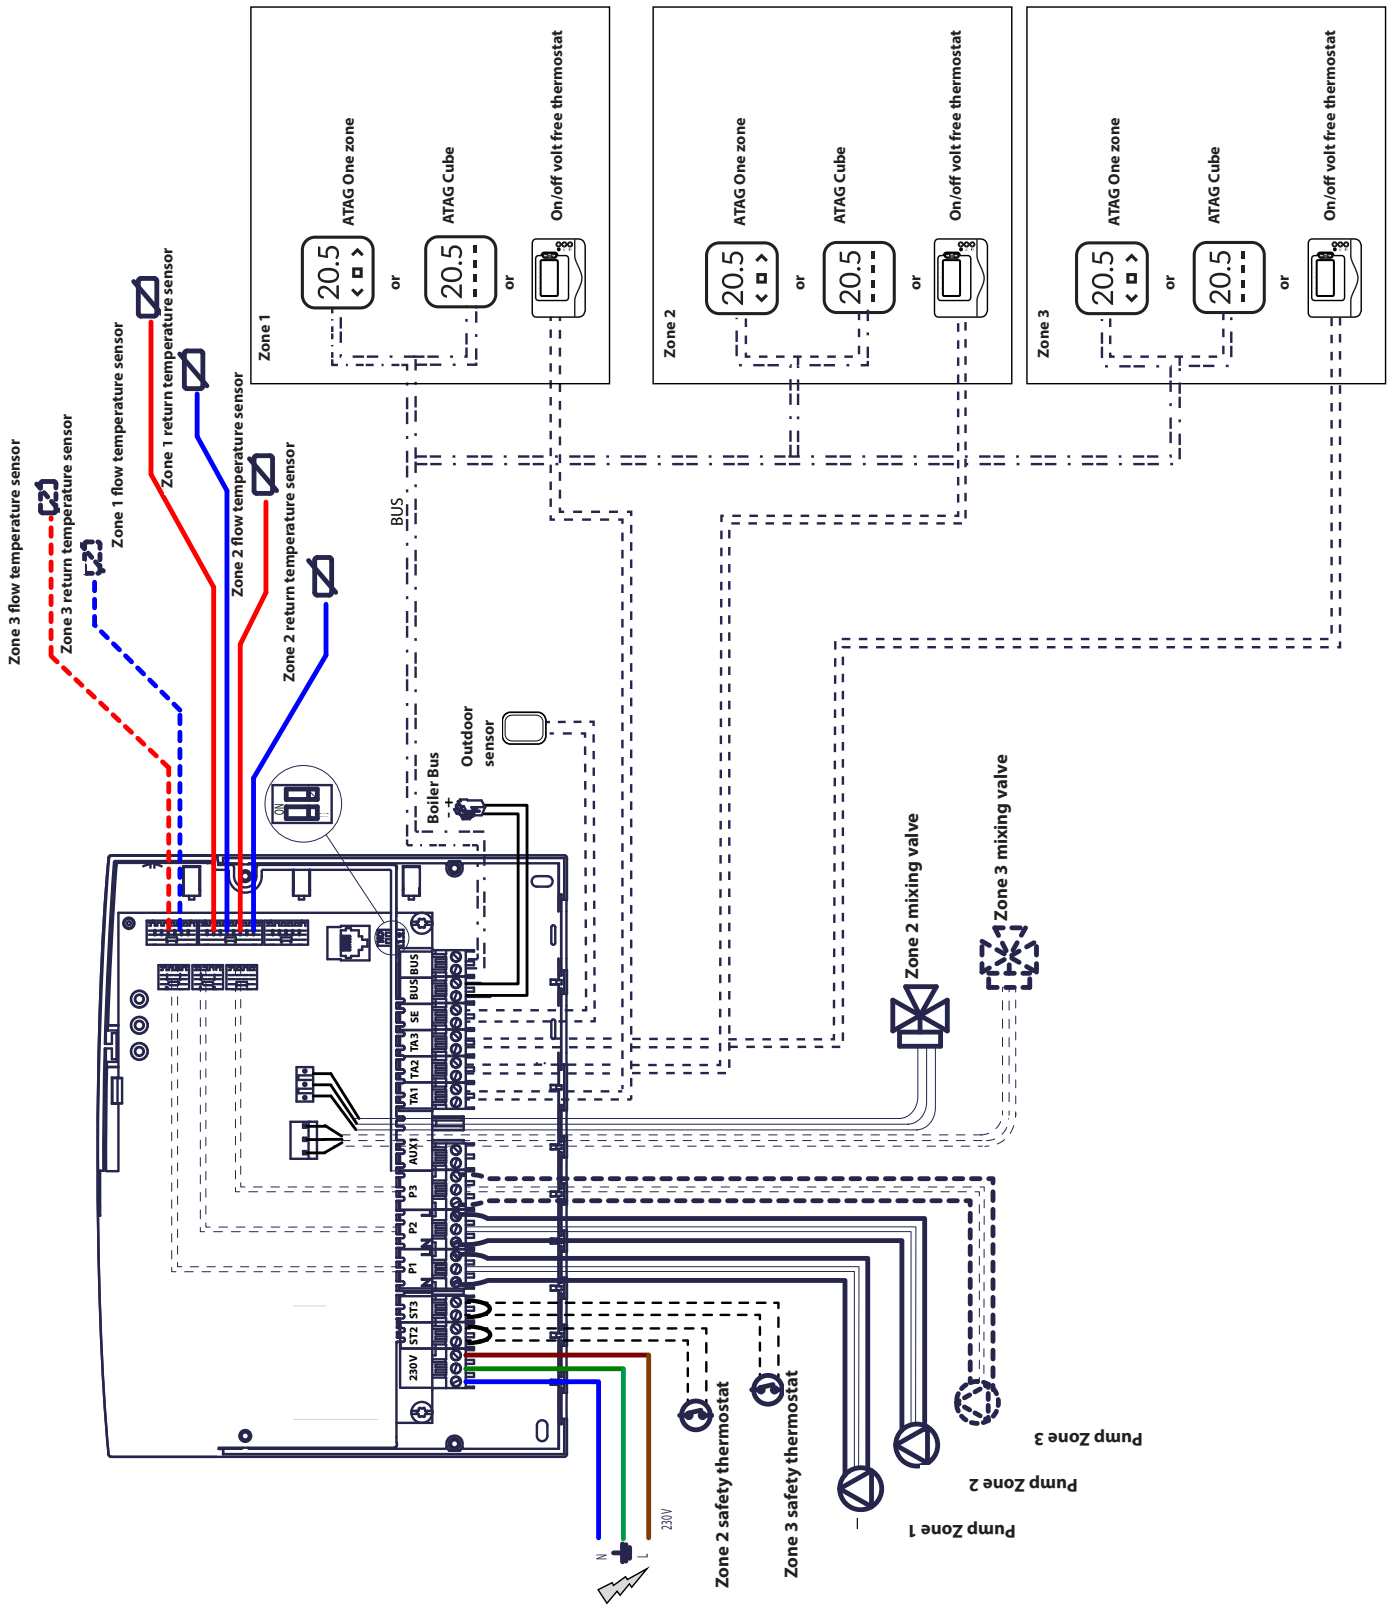 Zone 1
ATAG One zone
20.5
or
ATAG Cube
20.5
or
On/off volt free thermostat
Zone 2
ATAG One zone
20.5
or
ATAG Cube
20.5
or
On/off volt free thermostat
Zone 3
ATAG One zone
20.5
or
ATAG Cube
20.5
or
On/off volt free thermostat
Zone 3 flow temperature sensor
Zone 3 return temperature sensor
Zone 1 flow temperature sensor
Zone 1 return temperature sensor
Zone 2 flow temperature sensor
Zone 2 return temperature sensor
BUS
Boiler Bus
- +
Outdoor
sensor
ON
BUS
BUS
SE
TA3
TA2
TA1
AUX1
P3
P2
P1
ST3
ST2
230V
L
N
L
N
Zone 2 mixing valve
Zone 3 mixing valve
N
L
230V
Zone 2 safety thermostat
Zone 3 safety thermostat
Pump Zone 1
Pump Zone 2
Pump Zone 3